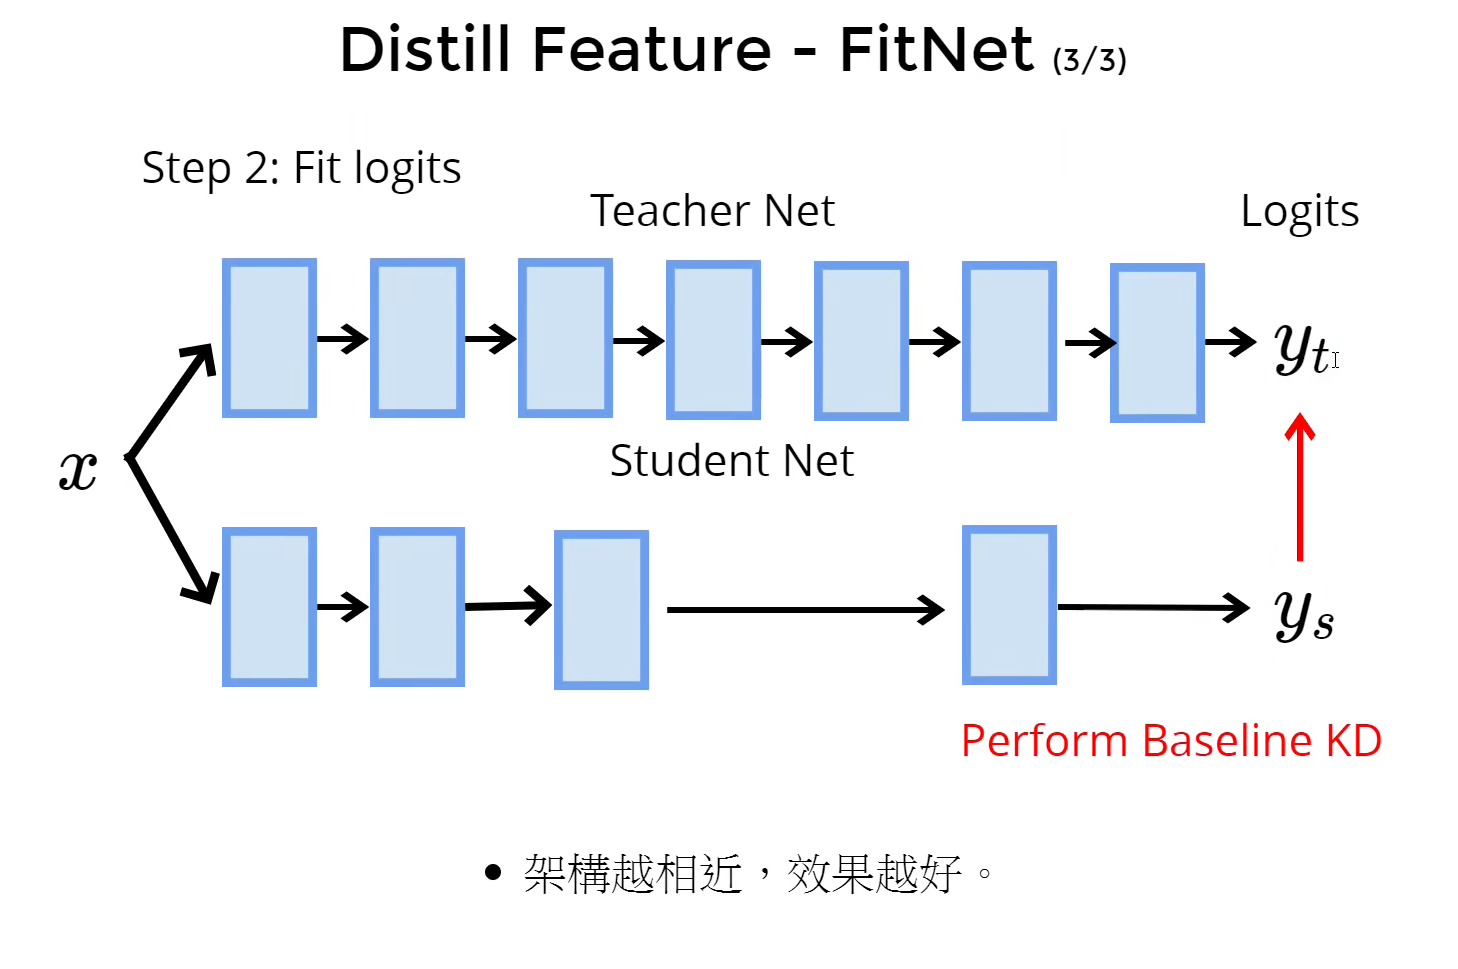 Distill Feature - FitNet (3/3)
Step 2: Fit logits
Teacher Net
Logits
y_t
x
Student Net
y_s
Perform Baseline KD
• 架構越相近，效果越好。